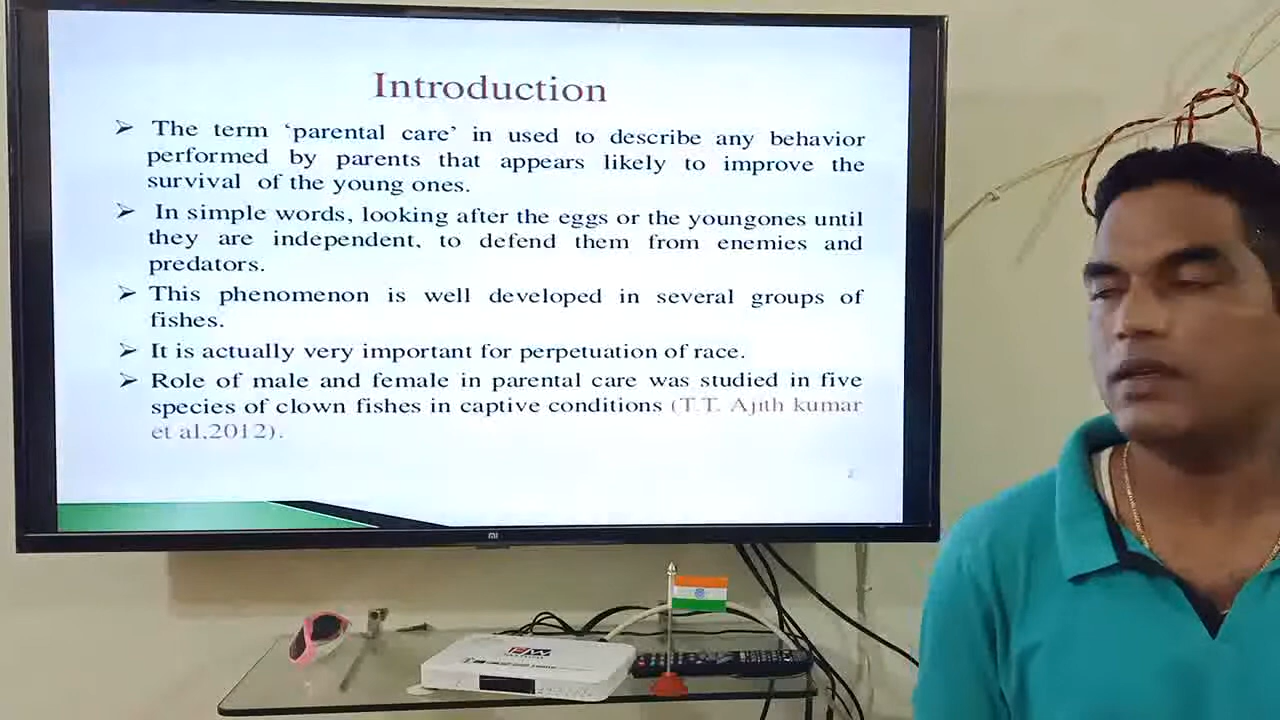 Introduction
➢ The term ‘parental care’ in used to describe any behavior
performed by parents that appears likely to improve the
survival of the young ones.
➢ In simple words, looking after the eggs or the youngones until
they are independent, to defend them from enemies and
predators.
➢ This phenomenon is well developed in several groups of
fishes.
➢ It is actually very important for perpetuation of race.
➢ Role of male and female in parental care was studied in five
species of clown fishes in captive conditions (T.T. Ajith kumar
et al,2012).
2
mi